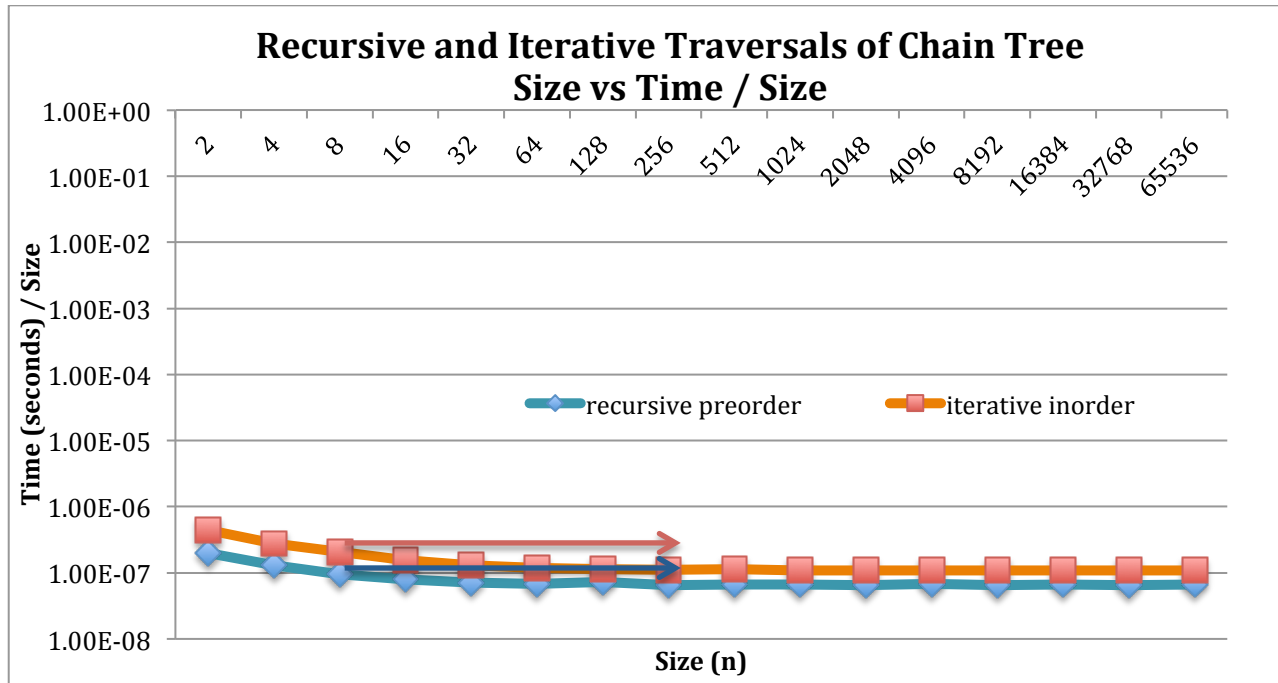 Recursive and Iterative Traversals of Chain Tree
Size vs Time / Size
1.00E+00
2 4 8 16 32 64 128 256 512 1024 2048 4096 8192 16384 32768 65536
1.00E-01
1.00E-02
1.00E-03
1.00E-04
1.00E-05
1.00E-06
1.00E-07
1.00E-08
Time (seconds) / Size
recursive preorder
iterative inorder
Size (n)